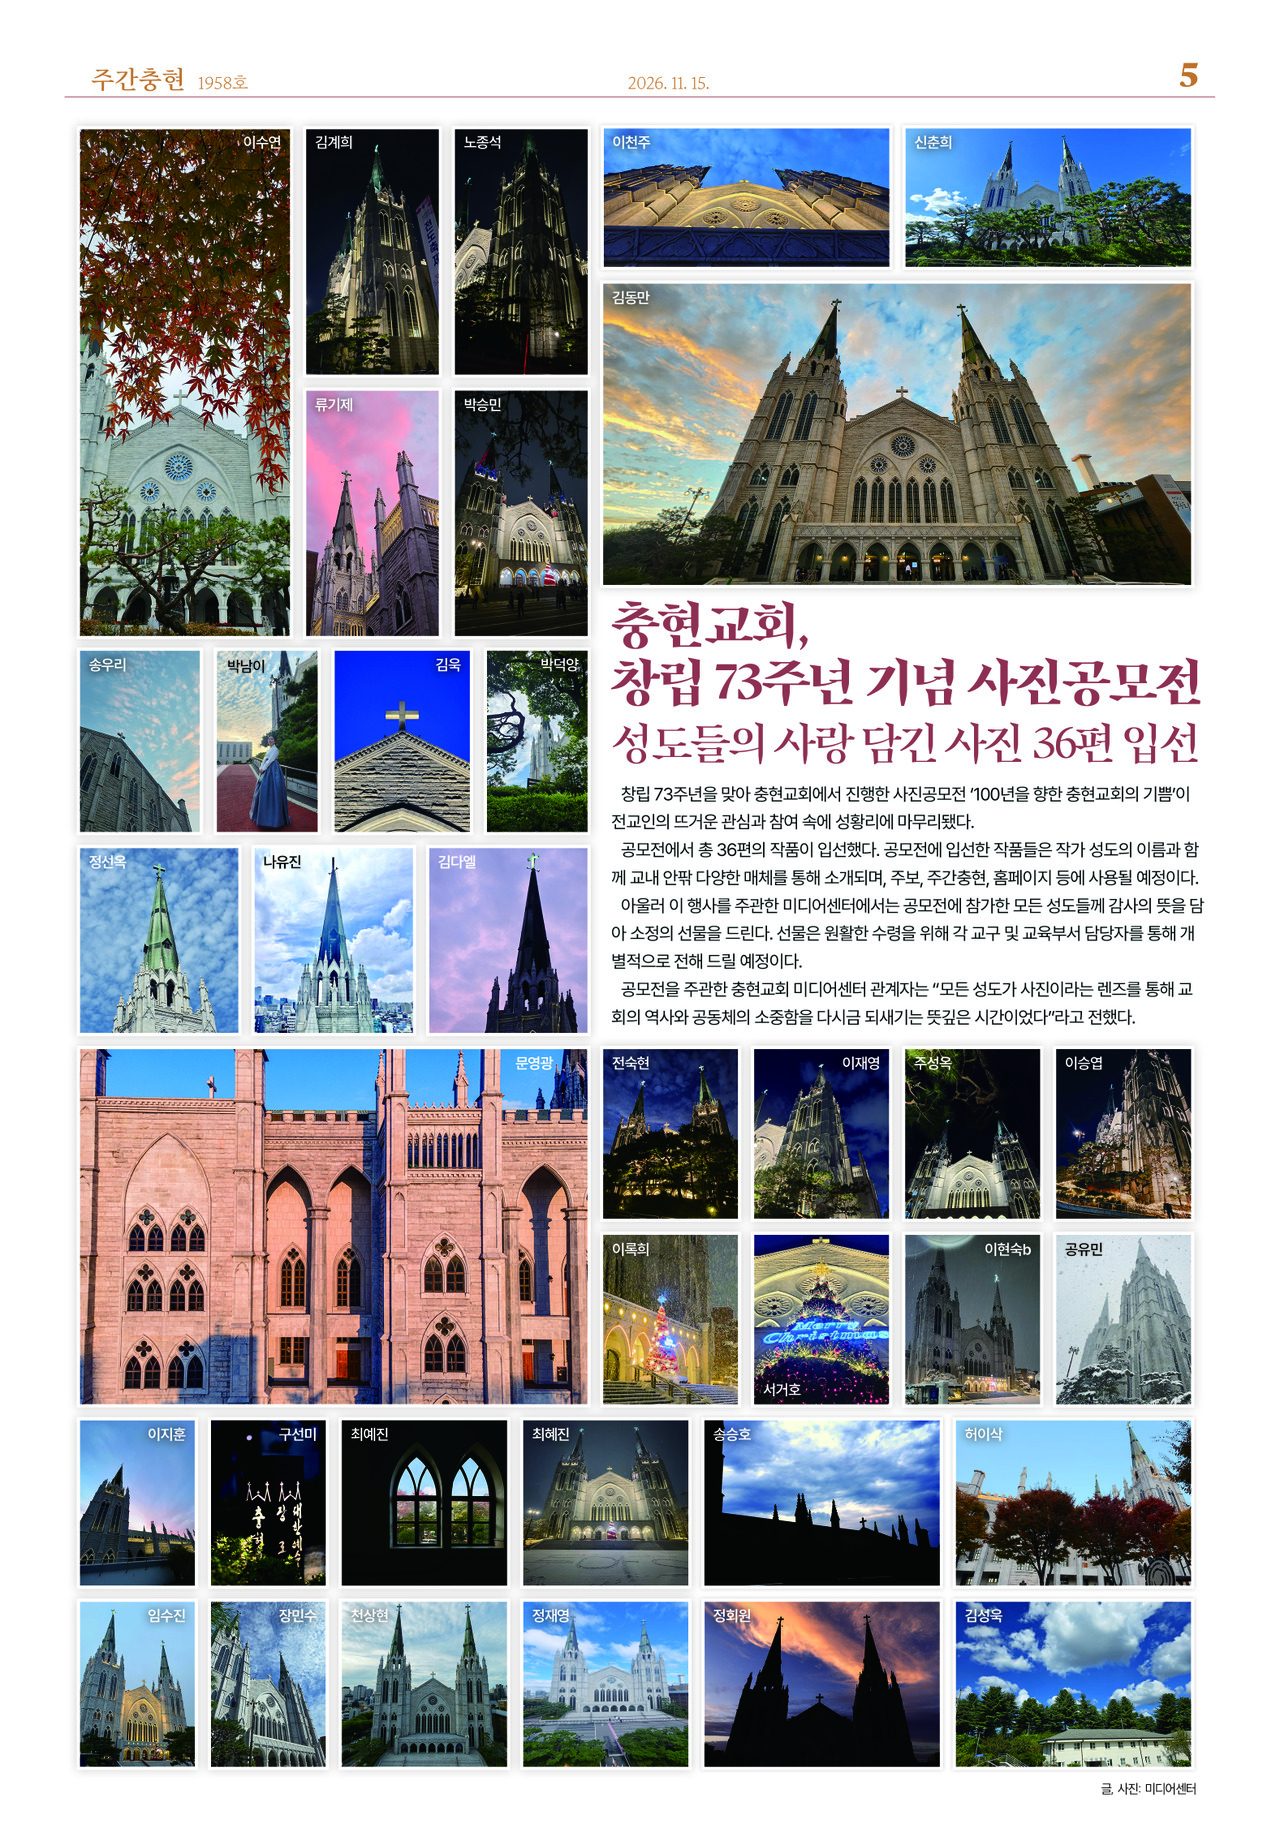 주간충현 1958호
2026. 11. 15.
5
이수연
김계희
노종석
이천주
신춘희
김동만
류기제
박승민
충현교회,
창립 73주년 기념 사진공모전
성도들의 사랑 담긴 사진 36편 입선
창립 73주년을 맞아 충현교회에서 진행한 사진공모전 ‘100년을 향한 충현교회의 기쁨’이
전교인의 뜨거운 관심과 참여 속에 성황리에 마무리됐다.
공모전에서 총 36편의 작품이 입선했다. 공모전에 입선한 작품들은 작가 성도의 이름과 함
께 교내 안팎 다양한 매체를 통해 소개되며, 주보, 주간충현, 홈페이지 등에 사용될 예정이다.
아울러 이 행사를 주관한 미디어센터에서는 공모전에 참가한 모든 성도들께 감사의 뜻을 담
아 소정의 선물을 드린다. 선물은 원활한 수령을 위해 각 교구 및 교육부서 담당자를 통해 개
별적으로 전해 드릴 예정이다.
공모전을 주관한 충현교회 미디어센터 관계자는 “모든 성도가 사진이라는 렌즈를 통해 교
회의 역사와 공동체의 소중함을 다시금 되새기는 뜻깊은 시간이었다”라고 전했다.
송우리
박남이
김욱
박덕양
정선옥
나유진
김다엘
문영광
전숙현
이재영
주성옥
이승엽
이록희
Merry
Christmas
서거호
이현숙b
공유민
이지훈
구선미
최예진
최혜진
송승호
허이삭
임수진
장민수
천상현
정재영
정회원
김성욱
글, 사진: 미디어센터